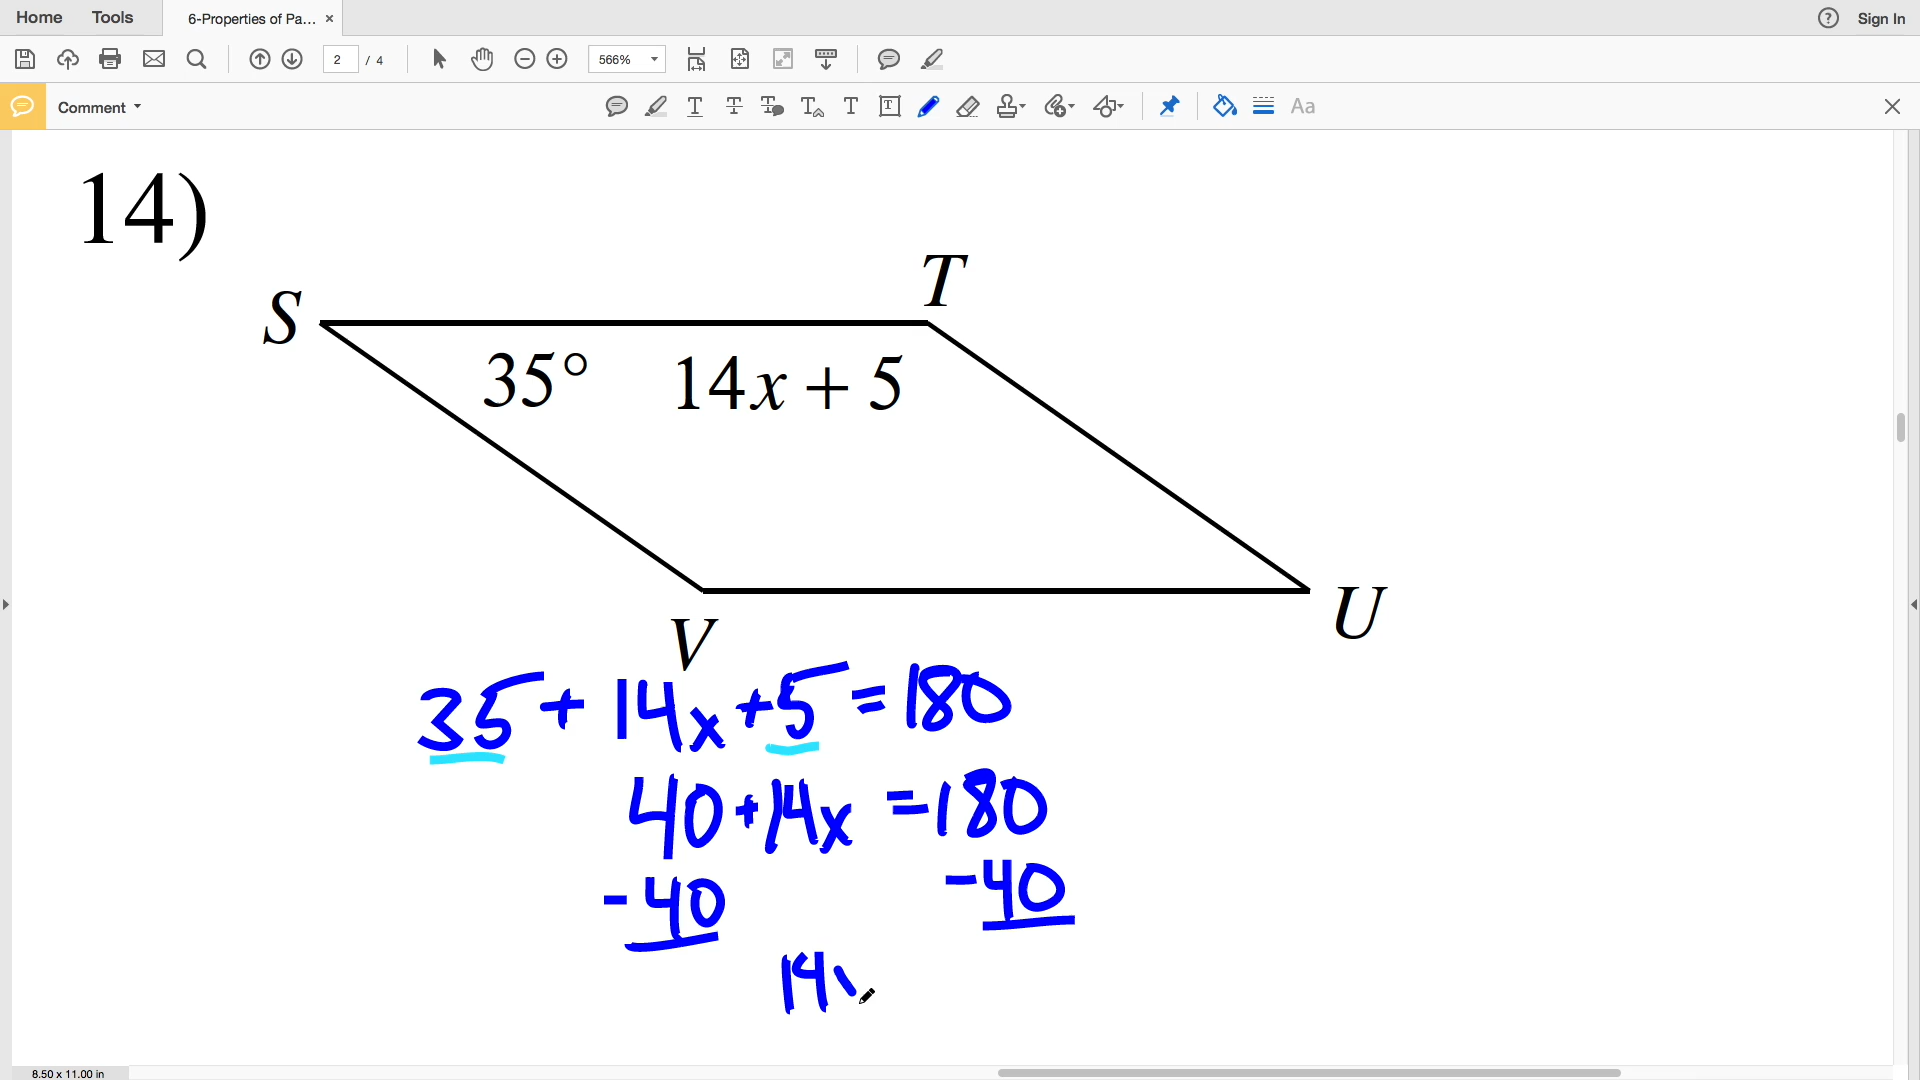 Home Tools 6-Properties of Pa... × ? Sign In
2 / 4 566%
Comment T T T T T T Aa
14)
S
T
35° 14x + 5
V
U
35 + 14x + 5 = 180
40 + 14x = 180
- 40 - 40
14
8.50 x 11.00 in